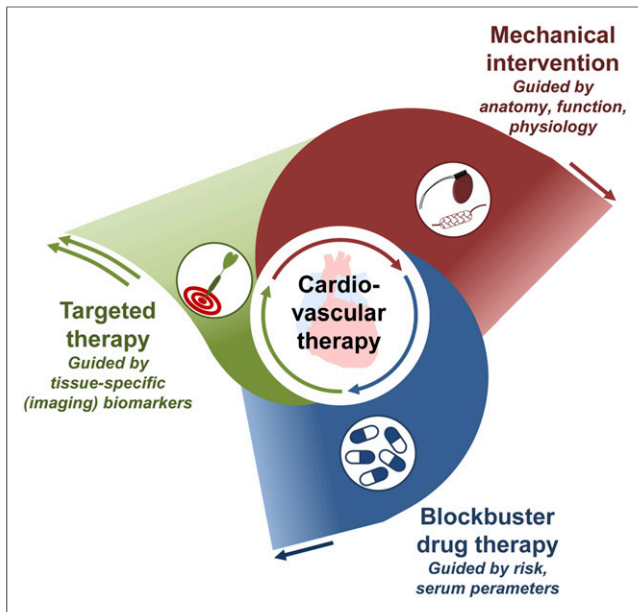 Mechanical
intervention
Guided by
anatomy, function,
physiology
Cardio-
vascular
therapy
Targeted
therapy
Guided by
tissue-specific
(imaging) biomarkers
Blockbuster
drug therapy
Guided by risk,
serum perameters